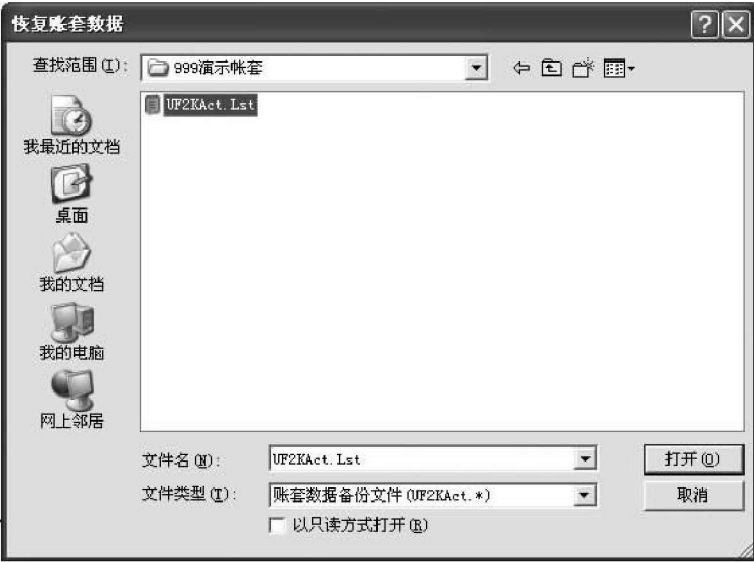 恢复账套数据
查找范围(I): 999演示帐套
UF2KAct.Lst
我最近的文档
桌面
我的文档
我的电脑
网上邻居
文件名(N): UF2KAct.Lst 打开(O)
文件类型(T): 账套数据备份文件(UF2KAct.*) 取消
以只读方式打开(R)